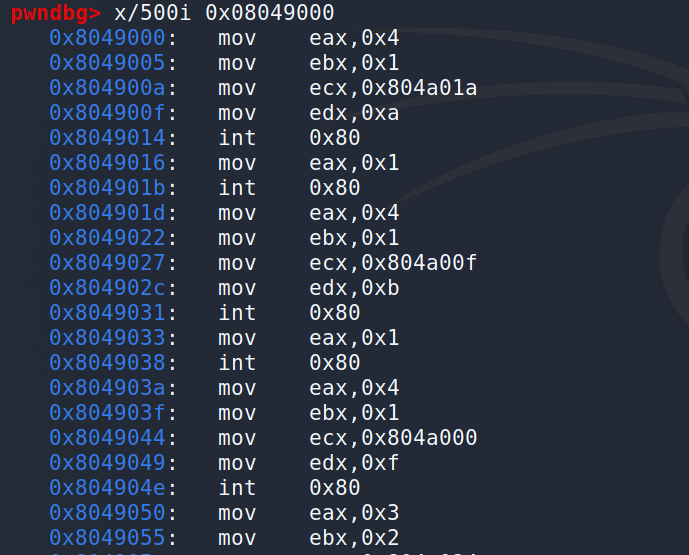 pwndbg> x/500i 0x08049000
0x8049000: mov eax,0x4
0x8049005: mov ebx,0x1
0x804900a: mov ecx,0x804a01a
0x804900f: mov edx,0xa
0x8049014: int 0x80
0x8049016: mov eax,0x1
0x804901b: int 0x80
0x804901d: mov eax,0x4
0x8049022: mov ebx,0x1
0x8049027: mov ecx,0x804a00f
0x804902c: mov edx,0xb
0x8049031: int 0x80
0x8049033: mov eax,0x1
0x8049038: int 0x80
0x804903a: mov eax,0x4
0x804903f: mov ebx,0x1
0x8049044: mov ecx,0x804a000
0x8049049: mov edx,0xf
0x804904e: int 0x80
0x8049050: mov eax,0x3
0x8049055: mov ebx,0x2